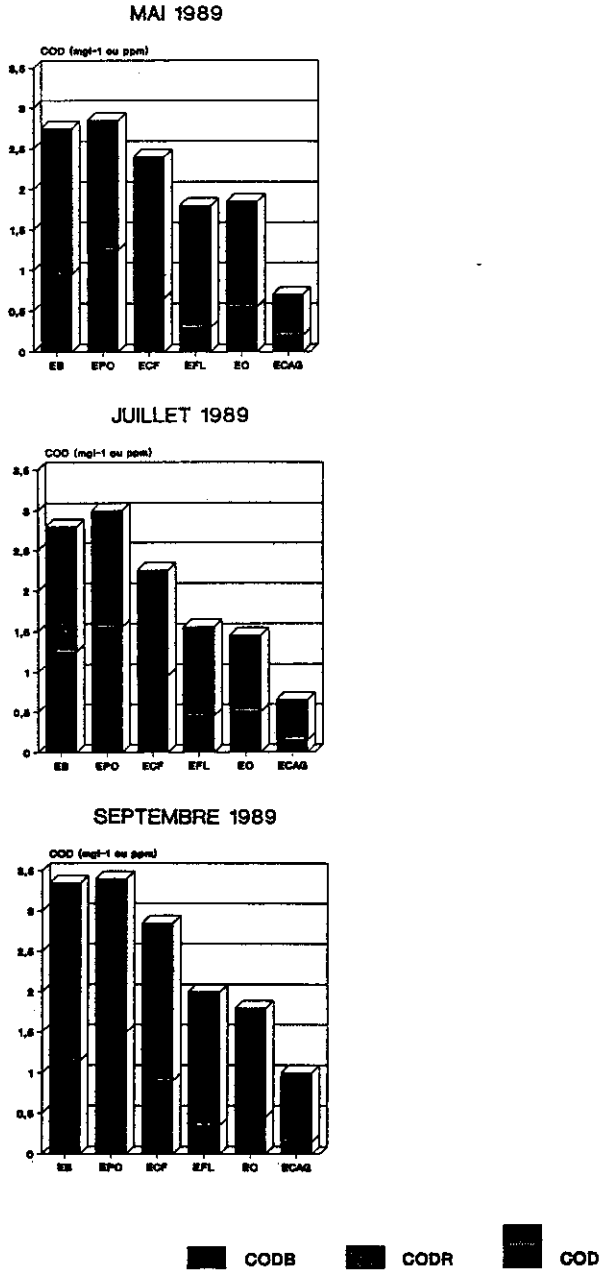 MAI 1989
COD (mgl-1 ou ppm)
3,5
3
2,5
2
1,5
1
0,5
0
EB EPO ECF EFL EO ECAG
JUILLET 1989
COD (mgl-1 ou ppm)
3,5
3
2,5
2
1,5
1
0,5
0
EB EPO ECF EFL EO ECAG
SEPTEMBRE 1989
COD (mgl-1 ou ppm)
3,5
3
2,5
2
1,5
1
0,5
0
EB EPO ECF EFL EO ECAG
CODB CODR COD